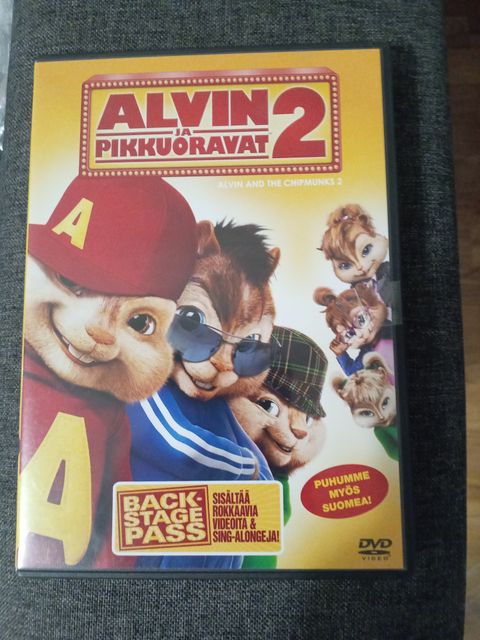 ALVIN
JA
PIKKUORAVAT 2
ALVIN AND THE CHIPMUNKS 2
A
A
BACK-
STAGE
PASS
SISÄLTÄÄ
ROKKAAVIA
VIDEOITA &
SING-ALONGEJA!
PUHUMME
MYÖS
SUOMEA!
DVD
VIDEO